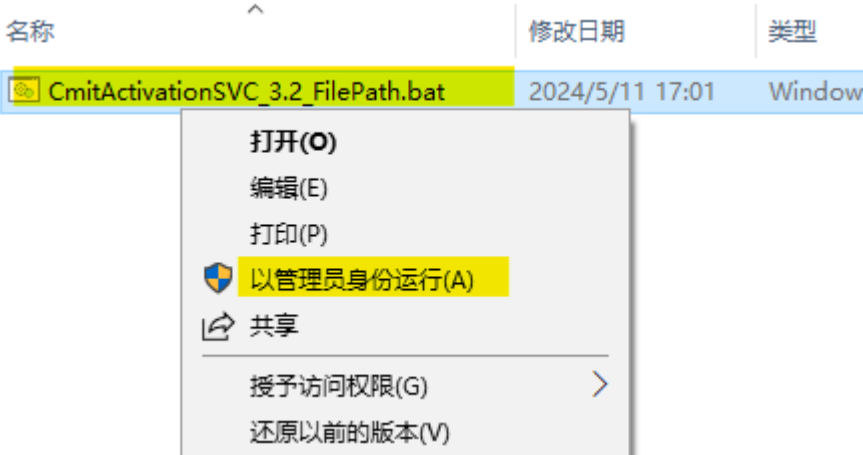 名称 修改日期 类型
CmitActivationSVC_3.2_FilePath.bat 2024/5/11 17:01 Window
打开(O)
编辑(E)
打印(P)
以管理员身份运行(A)
共享
授予访问权限(G)
还原以前的版本(V)